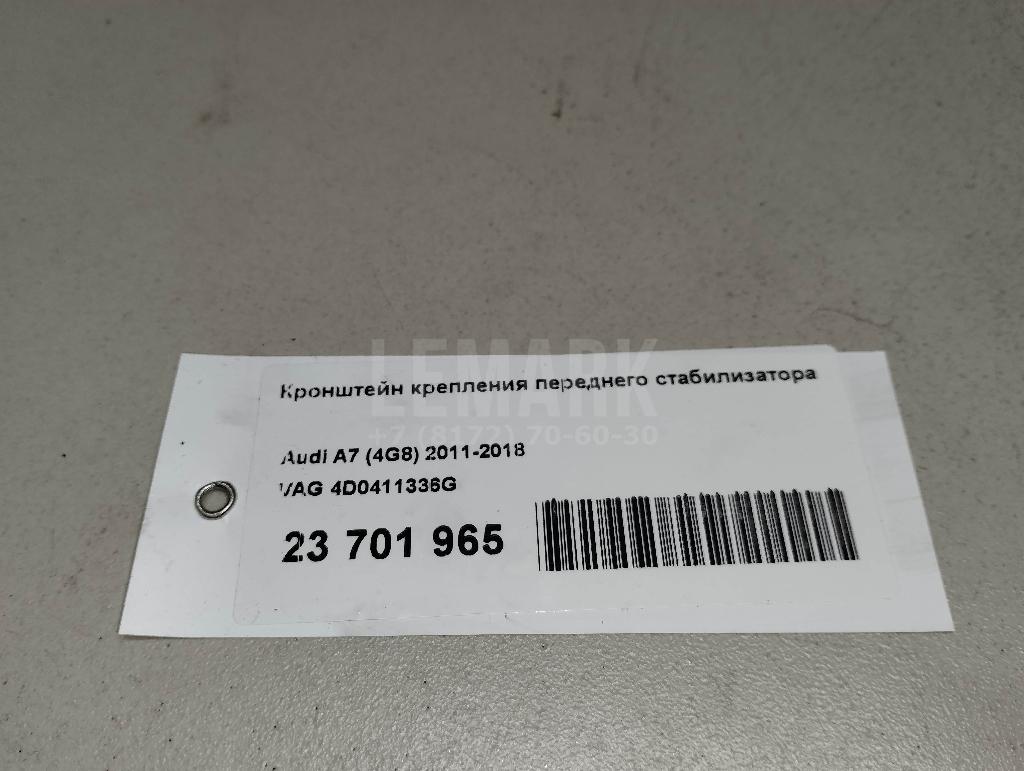 LEMARK
Кронштейн крепления переднего стабилизатора
+7 (8172) 70-60-30
Audi A7 (4G8) 2011-2018
VAG 4D0411336G
23 701 965